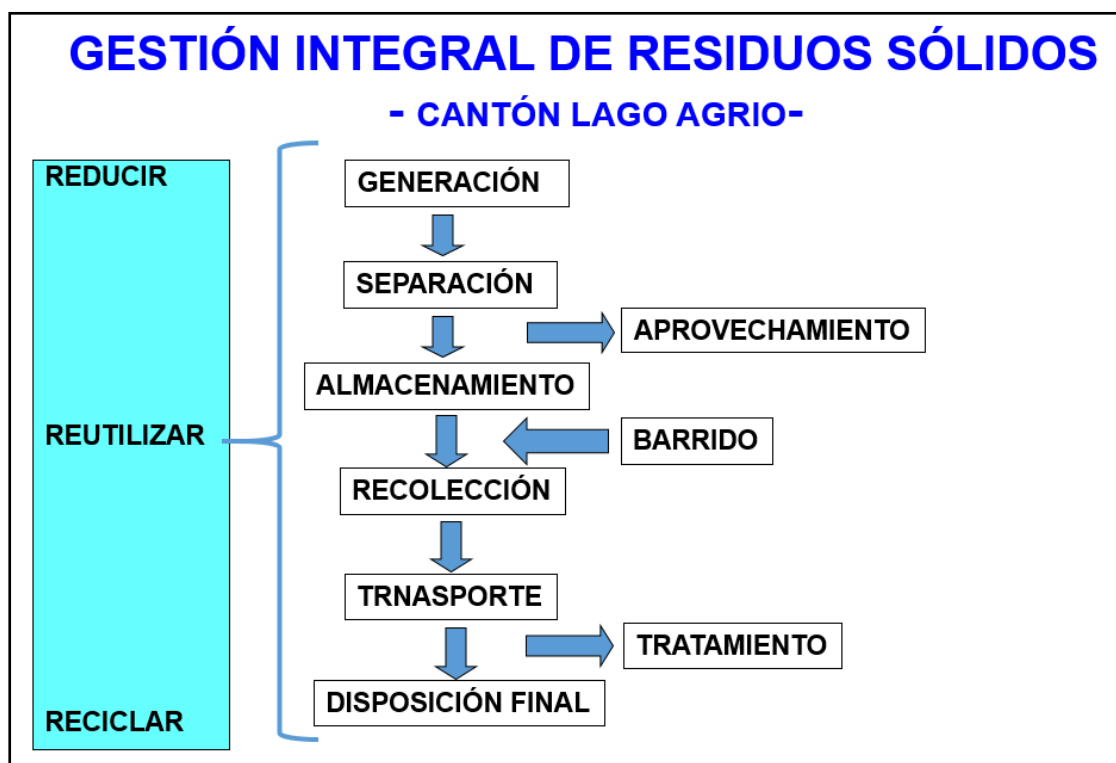 GESTIÓN INTEGRAL DE RESIDUOS SÓLIDOS
- CANTÓN LAGO AGRIO-
REDUCIR
REUTILIZAR
RECICLAR
GENERACIÓN
SEPARACIÓN
APROVECHAMIENTO
ALMACENAMIENTO
BARRIDO
RECOLECCIÓN
TRNASPORTE
TRATAMIENTO
DISPOSICIÓN FINAL